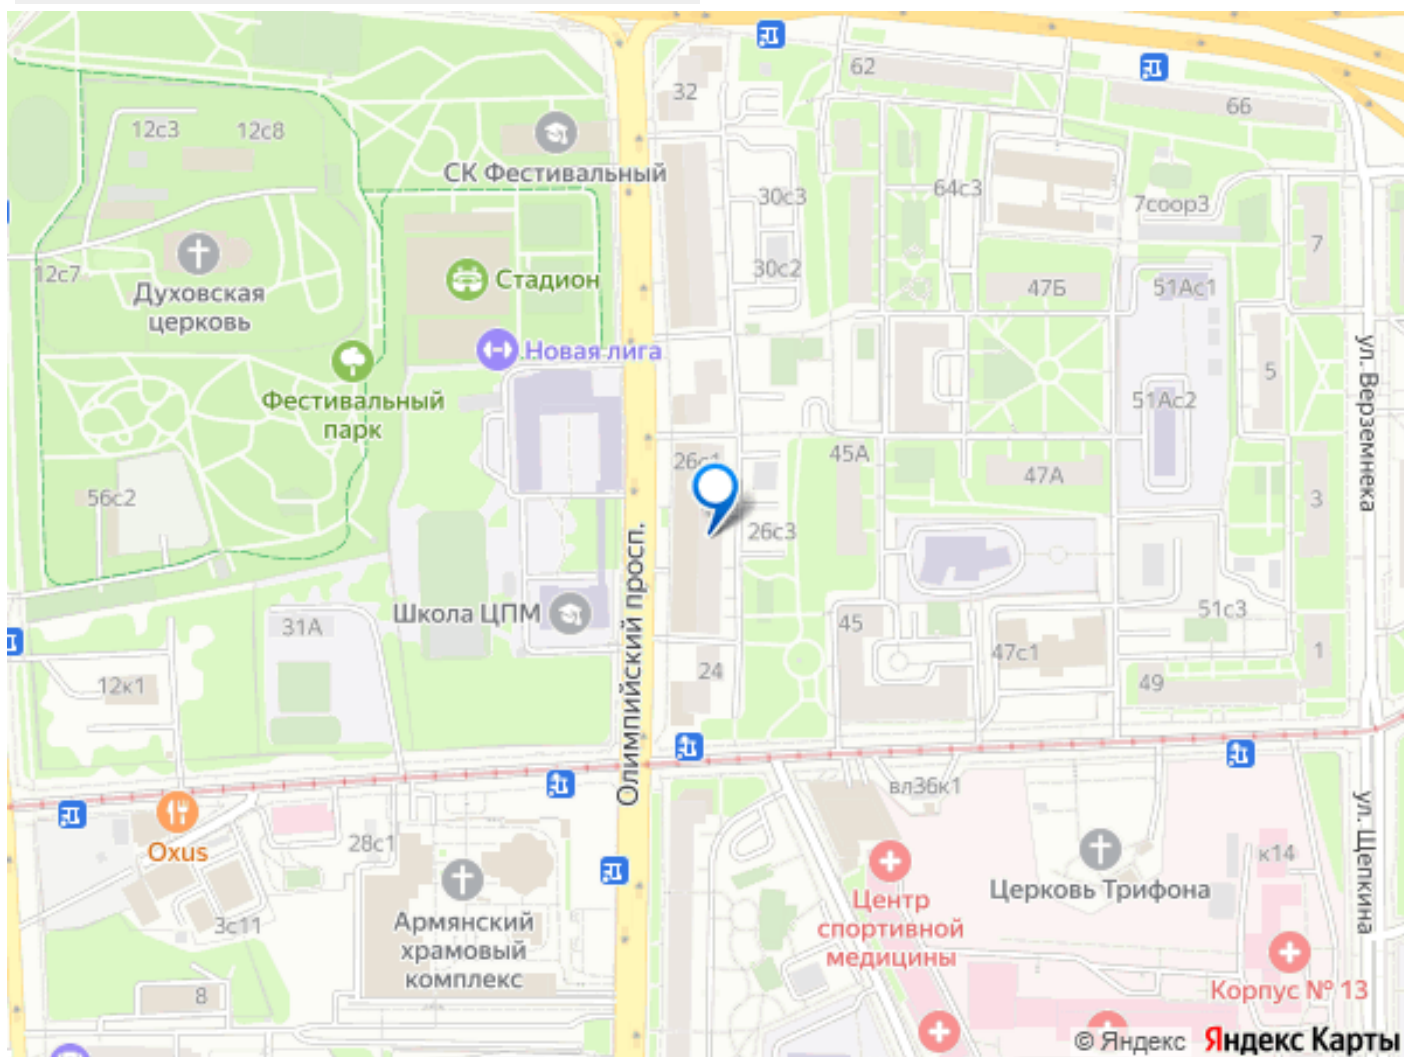 32
62
66
12с3
12с8
СК Фестивальный
64с3
30с3
7соор3
7
12с7
30с2
Стадион
47Б
51Ас1
Духовская
церковь
Новая лига
ул. Верземнека
5
Фестивальный
парк
51Ас2
26с1
45А
47А
56с2
3
26с3
Олимпийский просп.
Школа ЦПМ
31А
45
51с3
47с1
1
12к1
24
49
вл36к1
ул. Щепкина
Oxus
28с1
к14
Церковь Трифона
Центр
спортивной
медицины
3с11
Армянский
храмовый
комплекс
8
Корпус № 13
© Яндекс Яндекс Карты